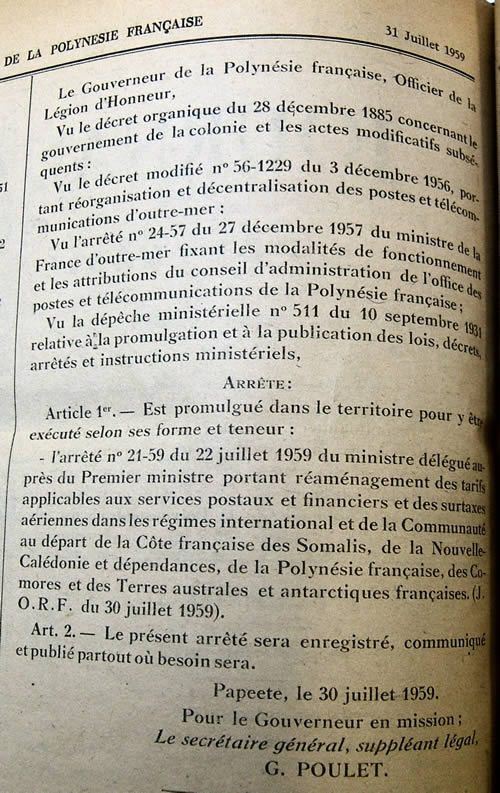 DE LA POLYNESIE FRANÇAISE
31 Juillet 1959
Le Gouverneur de la Polynésie française, Officier de la
Légion d'Honneur,
Vu le décret organique du 28 décembre 1885 concernant le
gouvernement de la colonie et les actes modificatifs subsé-
quents :
Vu le décret modifié n° 56-1229 du 3 décembre 1956, por-
tant réorganisation et décentralisation des postes et télécom-
munications d'outre-mer :
Vu l'arrêté n° 24-57 du 27 décembre 1957 du ministre de la
France d'outre-mer fixant les modalités de fonctionnement
et les attributions du conseil d'administration de l'office des
postes et télécommunications de la Polynésie française ;
Vu la dépêche ministérielle n° 511 du 10 septembre 1931
relative à la promulgation et à la publication des lois, décrets,
arrêtés et instructions ministériels,
ARRÊTE :
Article 1er. — Est promulgué dans le territoire pour y être
exécuté selon ses forme et teneur :
- l'arrêté n° 21-59 du 22 juillet 1959 du ministre délégué au-
près du Premier ministre portant réaménagement des tarifs
applicables aux services postaux et financiers et des surtaxes
aériennes dans les régimes international et de la Communauté
au départ de la Côte française des Somalis, de la Nouvelle-
Calédonie et dépendances, de la Polynésie française, des Co-
mores et des Terres australes et antarctiques françaises. (J.
O.R.F. du 30 juillet 1959).
Art. 2. — Le présent arrêté sera enregistré, communiqué
et publié partout où besoin sera.
Papeete, le 30 juillet 1959.
Pour le Gouverneur en mission ;
Le secrétaire général, suppléant légal,
G. POULET.